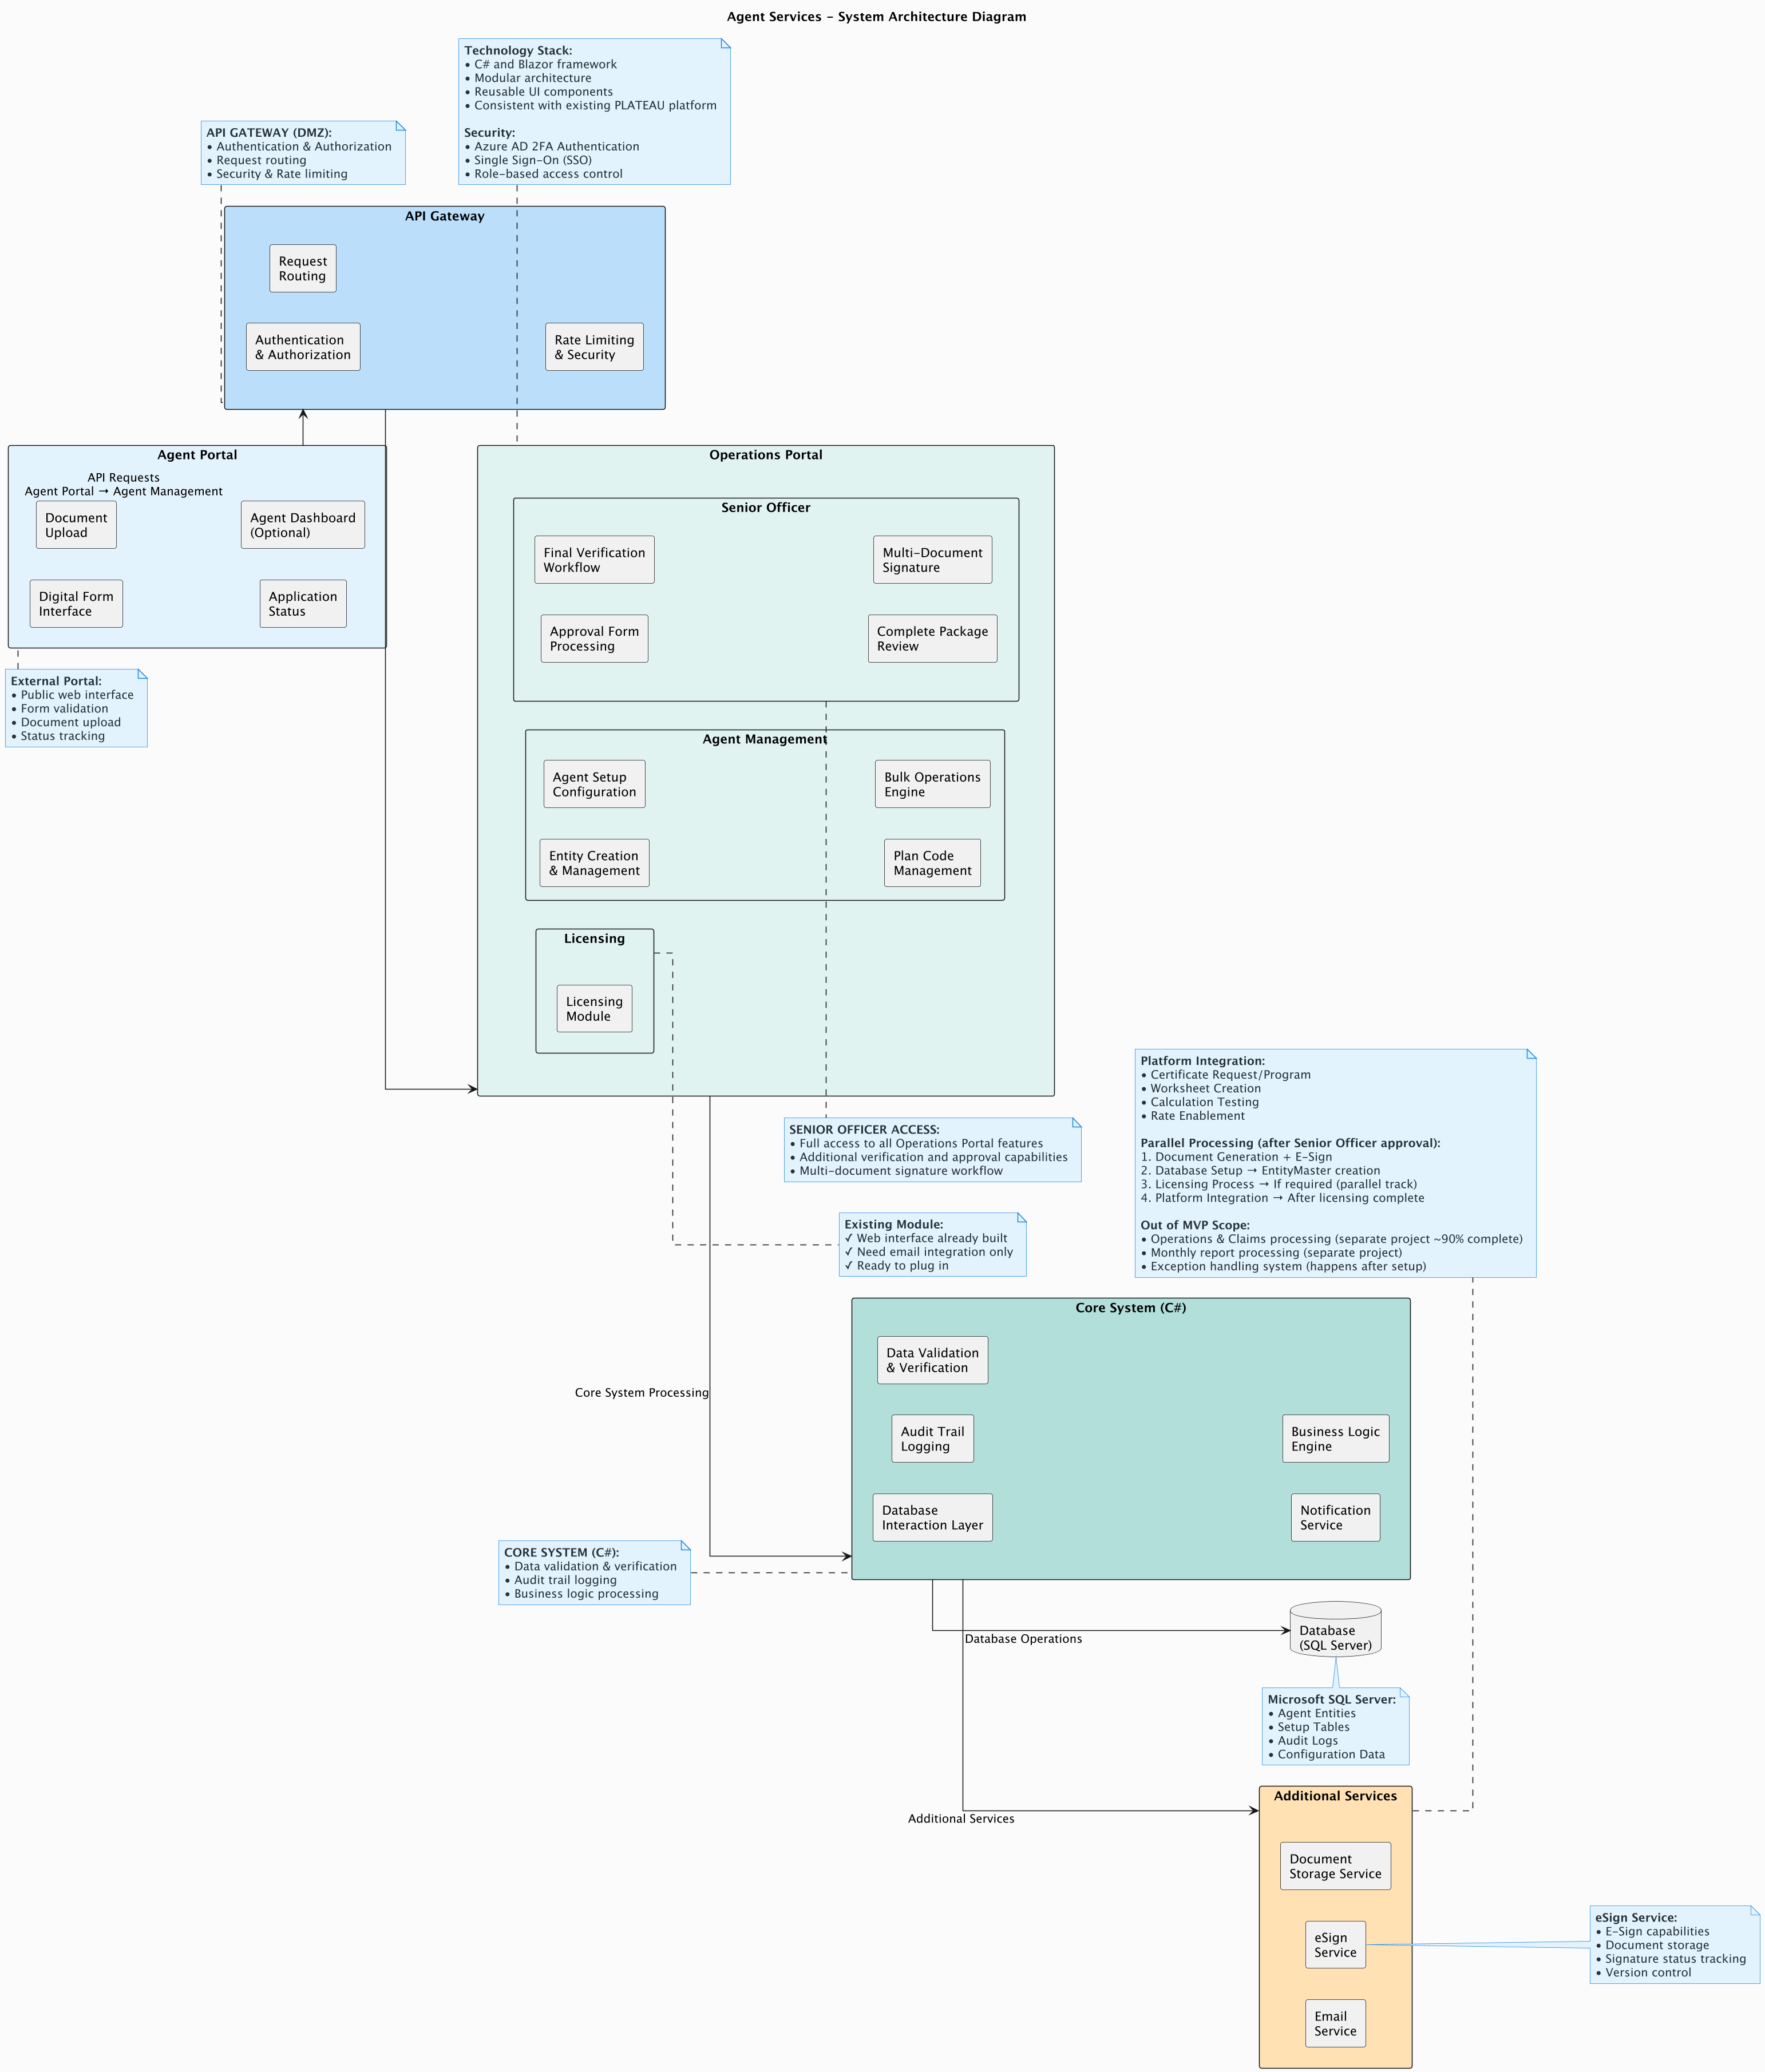 Agent Services - System Architecture Diagram
Technology Stack:
• C# and Blazor framework
• Modular architecture
• Reusable UI components
• Consistent with existing PLATEAU platform
Security:
• Azure AD 2FA Authentication
• Single Sign-On (SSO)
• Role-based access control
API GATEWAY (DMZ):
• Authentication & Authorization
• Request routing
• Security & Rate limiting
API Gateway
Request
Routing
Authentication
& Authorization
Rate Limiting
& Security
Agent Portal
API Requests
Agent Portal → Agent Management
Document
Upload
Agent Dashboard
(Optional)
Digital Form
Interface
Application
Status
External Portal:
• Public web interface
• Form validation
• Document upload
• Status tracking
Operations Portal
Senior Officer
Final Verification
Workflow
Multi-Document
Signature
Approval Form
Processing
Complete Package
Review
Agent Management
Agent Setup
Configuration
Bulk Operations
Engine
Entity Creation
& Management
Plan Code
Management
Licensing
Licensing
Module
Platform Integration:
• Certificate Request/Program
• Worksheet Creation
• Calculation Testing
• Rate Enablement
Parallel Processing (after Senior Officer approval):
1. Document Generation + E-Sign
2. Database Setup → EntityMaster creation
3. Licensing Process → If required (parallel track)
4. Platform Integration → After licensing complete
Out of MVP Scope:
• Operations & Claims processing (separate project ~90% complete)
• Monthly report processing (separate project)
• Exception handling system (happens after setup)
SENIOR OFFICER ACCESS:
• Full access to all Operations Portal features
• Additional verification and approval capabilities
• Multi-document signature workflow
Existing Module:
✓ Web interface already built
✓ Need email integration only
✓ Ready to plug in
Core System (C#)
Data Validation
& Verification
Core System Processing
Audit Trail
Logging
Business Logic
Engine
Database
Interaction Layer
Notification
Service
CORE SYSTEM (C#):
• Data validation & verification
• Audit trail logging
• Business logic processing
Database
(SQL Server)
Database Operations
Microsoft SQL Server:
• Agent Entities
• Setup Tables
• Audit Logs
• Configuration Data
Additional Services
Additional Services
Document
Storage Service
eSign
Service
Email
Service
eSign Service:
• E-Sign capabilities
• Document storage
• Signature status tracking
• Version control